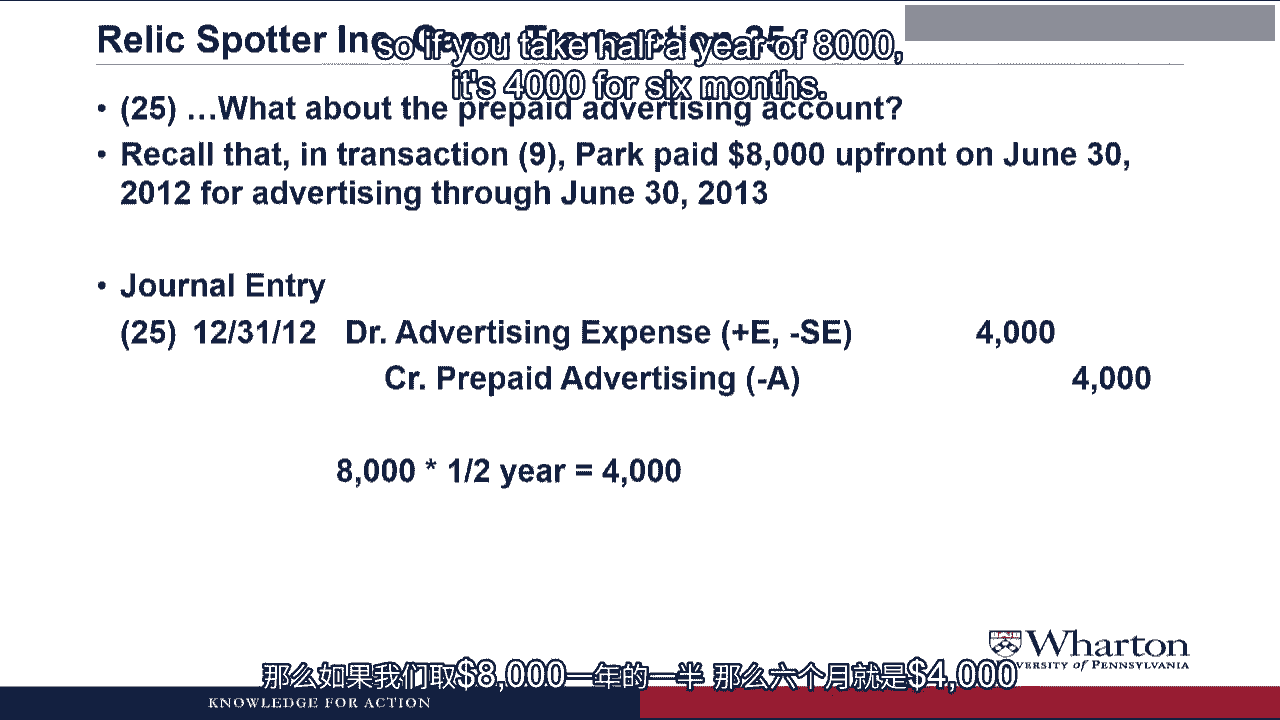 Relic Spotter Inc. Case: Transaction 25
so if you take half a year of 8000,
it's 4000 for six months.
• (25) …What about the prepaid advertising account?
• Recall that, in transaction (9), Park paid $8,000 upfront on June 30,
2012 for advertising through June 30, 2013
• Journal Entry
(25) 12/31/12 Dr. Advertising Expense (+E, -SE) 4,000
Cr. Prepaid Advertising (-A) 4,000
8,000 * 1/2 year = 4,000
Wharton
UNIVERSITY of PENNSYLVANIA
那么如果我们取$8,000一年的一半 那么六个月就是$4,000
KNOWLEDGE FOR ACTION